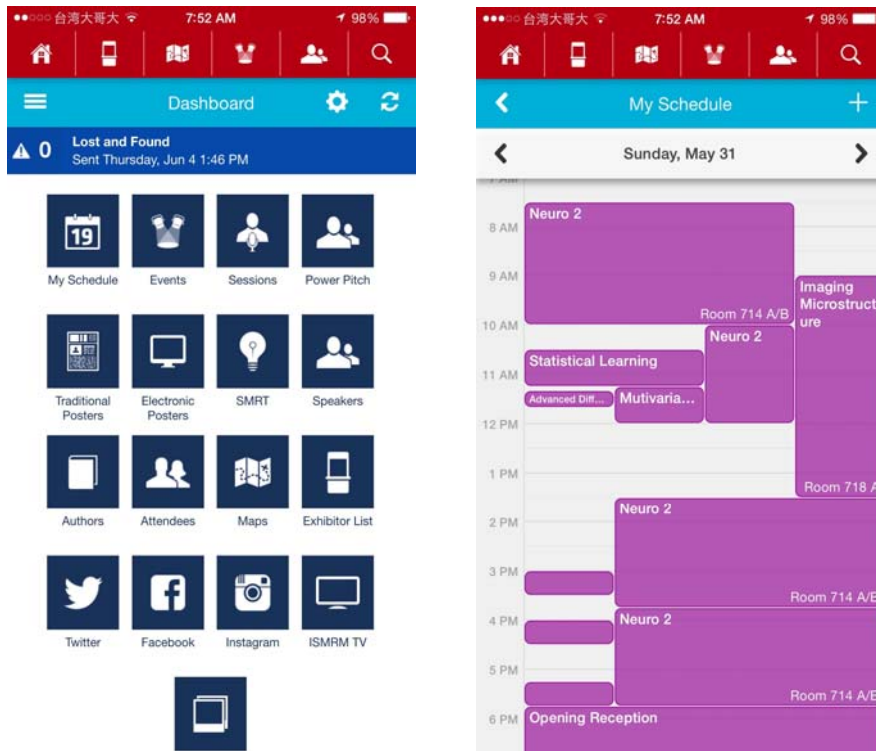 台湾大哥大
7:52 AM
98%
Dashboard
0
Lost and Found
Sent Thursday, Jun 4 1:46 PM
19
My Schedule
Events
Sessions
Power Pitch
Traditional
Posters
Electronic
Posters
SMRT
Speakers
Authors
Attendees
Maps
Exhibitor List
Twitter
Facebook
Instagram
ISMRM TV
台湾大哥大
7:52 AM
98%
My Schedule
Sunday, May 31
7 AM
8 AM
Neuro 2
Room 714 A/B
9 AM
Imaging
Microstruct
ure
Room 718 A
10 AM
Neuro 2
Statistical Learning
11 AM
Advanced Diff...
Mutivaria...
12 PM
1 PM
Neuro 2
Room 714 A/B
2 PM
3 PM
4 PM
Neuro 2
Room 714 A/B
5 PM
6 PM
Opening Reception